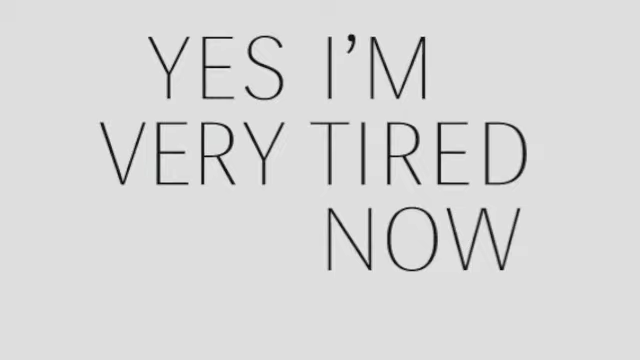 YES I’M
VERY TIRED
NOW